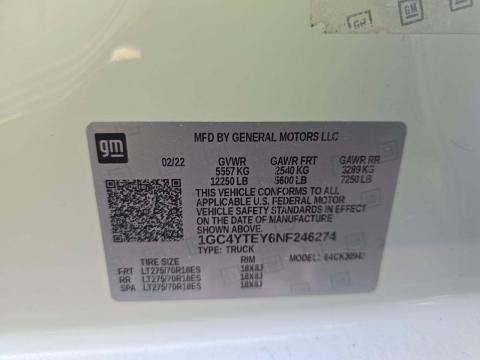 GM
gm
MFD BY GENERAL MOTORS LLC
02/22 GVWR GAWR FRT GAWR RR
5557 KG 2540 KG 3289 KG
12250 LB 5600 LB 7250 LB
THIS VEHICLE CONFORMS TO ALL
APPLICABLE U.S. FEDERAL MOTOR
VEHICLE SAFETY STANDARDS IN
EFFECT ON THE DATE OF
MANUFACTURE SHOWN ABOVE.
1GC4YTEY6NF246274
TYPE: TRUCK
MODEL:
TIRE SIZE RIM
FRT LT275/70R18ES 18X8J
RR LT275/70R18ES 18X8J
LT275/70R18ES 18X8J